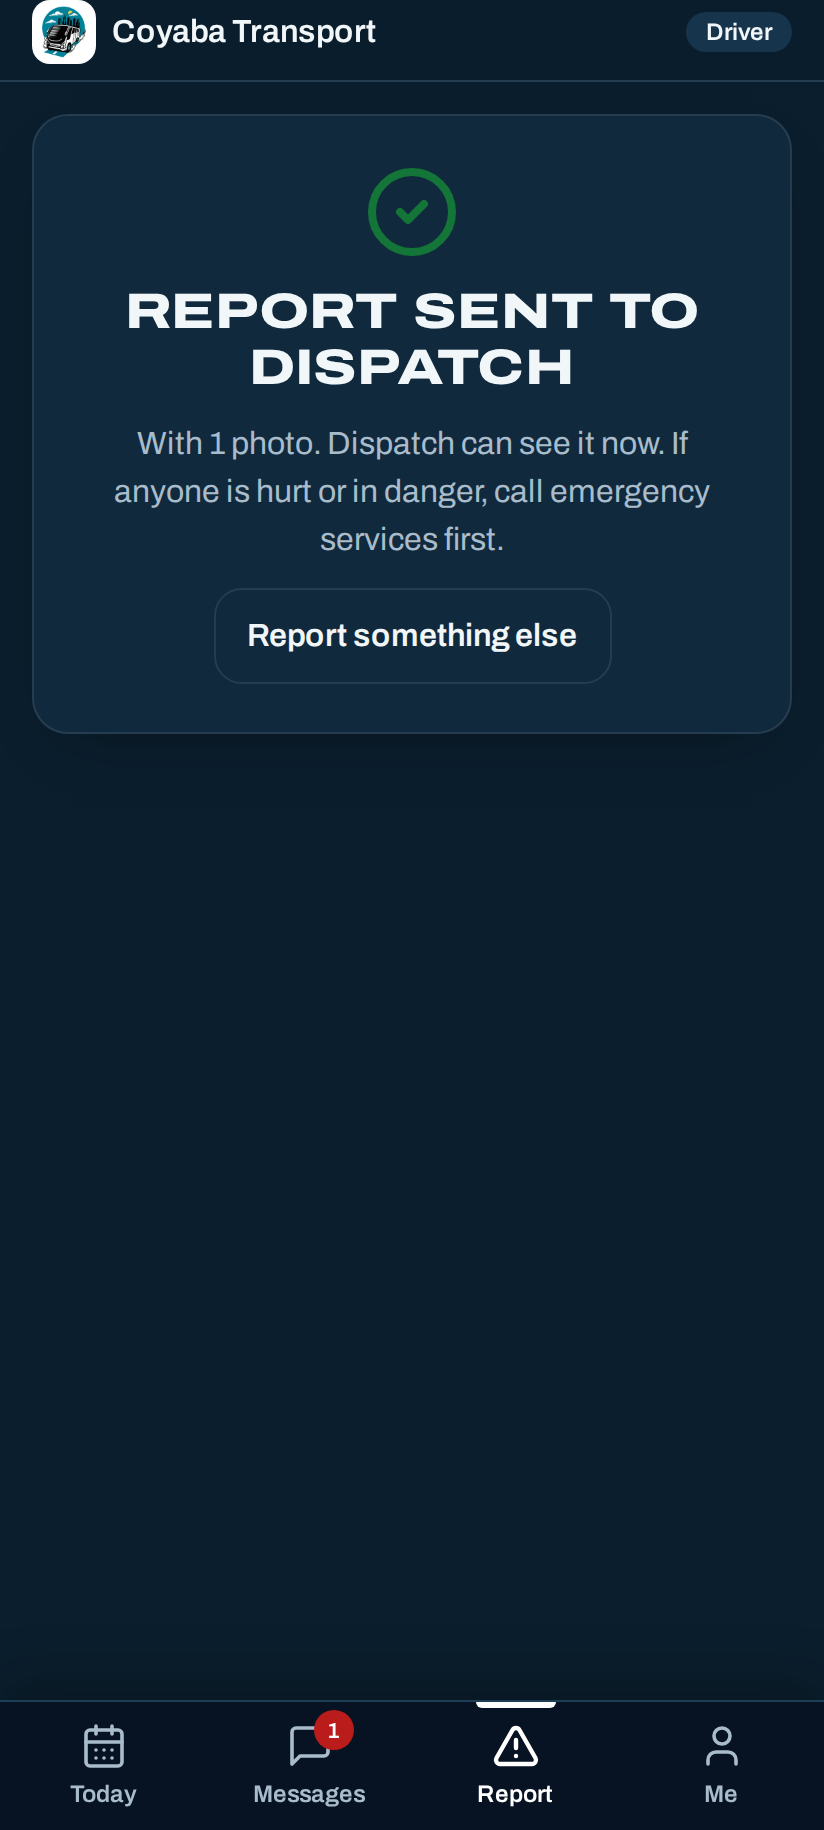 Coyaba Transport
Driver
REPORT SENT TO
DISPATCH
With 1 photo. Dispatch can see it now. If
anyone is hurt or in danger, call emergency
services first.
Report something else
1
Today
Messages
Report
Me